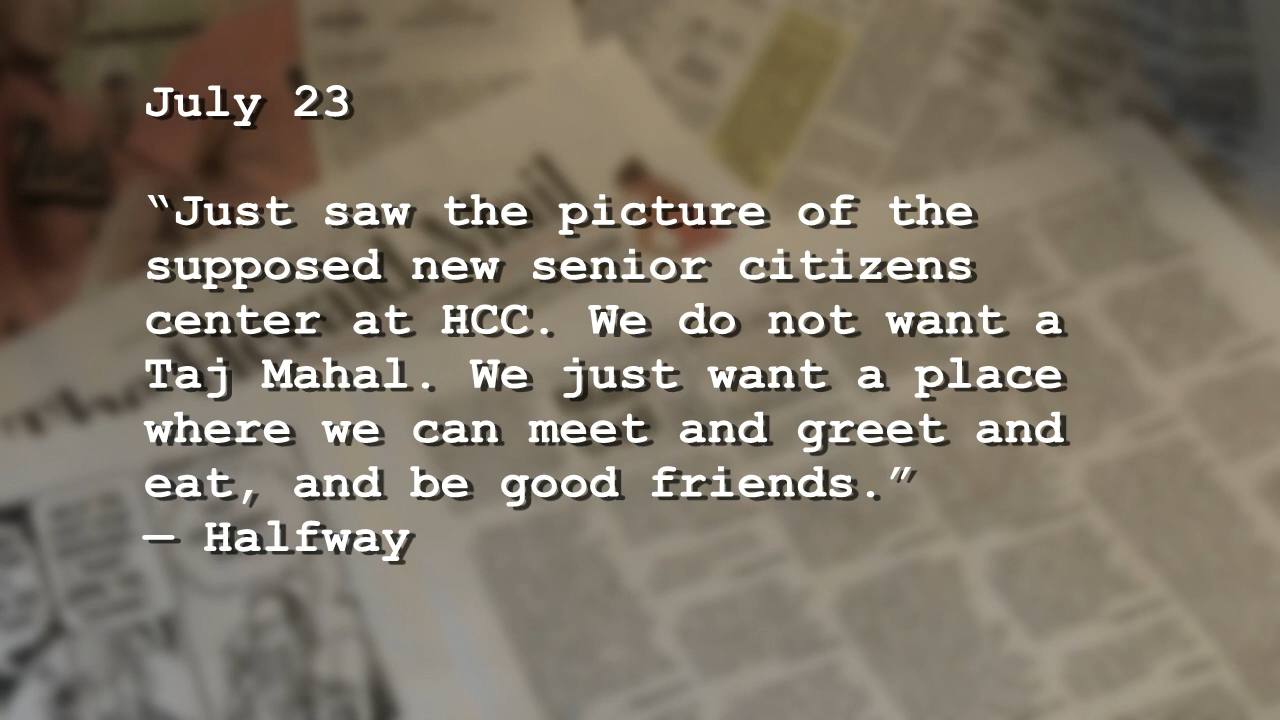 July 23
“Just saw the picture of the
supposed new senior citizens
center at HCC. We do not want a
Taj Mahal. We just want a place
where we can meet and greet and
eat, and be good friends.”
— Halfway